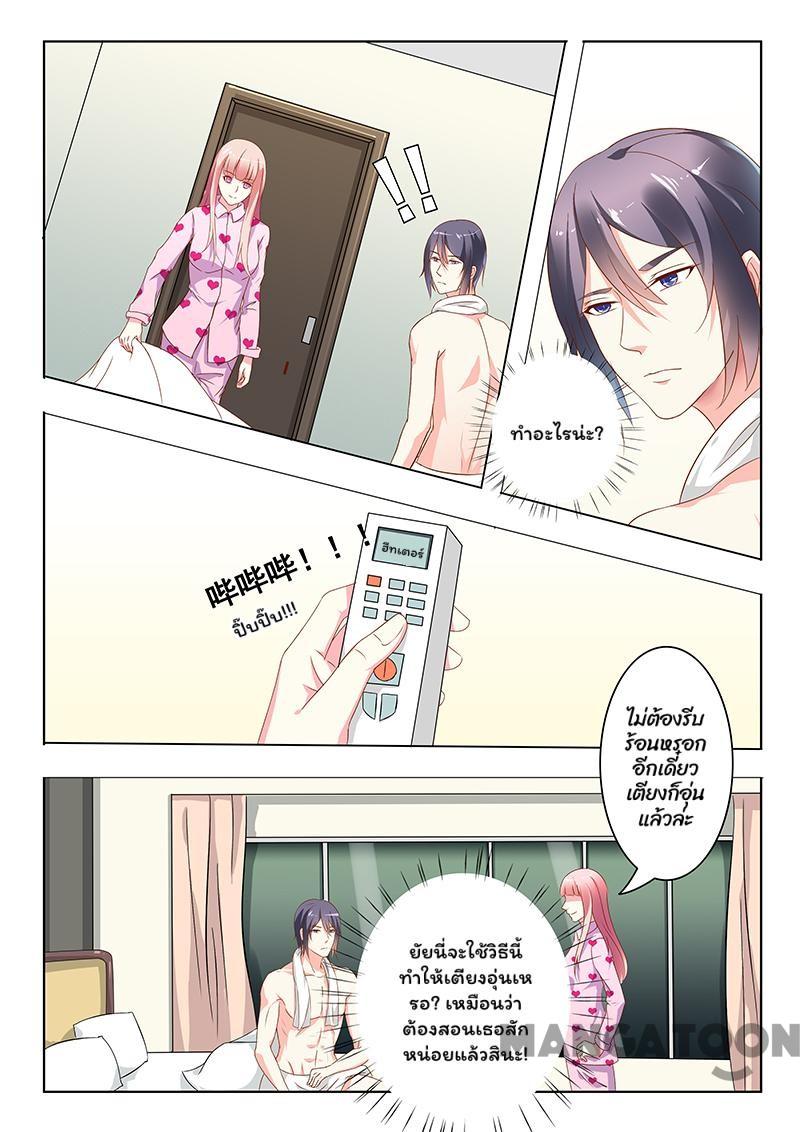 !!
ทำอะไรน่ะ?
ฮีทเตอร์
哔哔哔！！！
ปี๊บปี๊บ!!!
ไม่ต้องรีบ
ร้อนหรอก
อีกเดี๋ยว
เตียงก็อุ่น
แล้วล่ะ
ยัยนี่จะใช้วิธีนี้
ทำให้เตียงอุ่นเห
รอ? เหมือนว่า
ต้องสอนเธอสัก
หน่อยแล้วสินะ!
MANGATOON